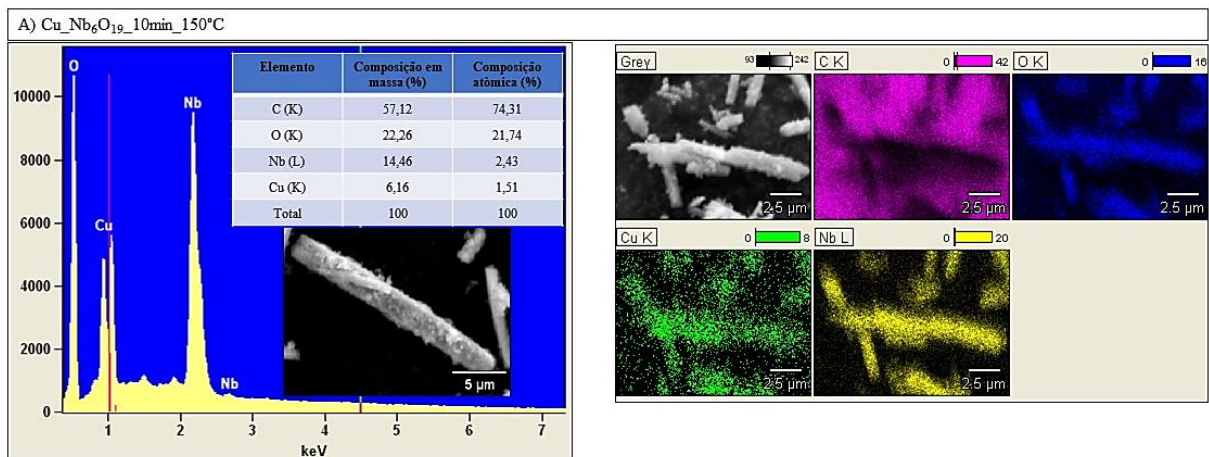 A) Cu_Nb₆O₁₉_10min_150°C
O
Cu
Nb
Nb
10000
8000
6000
4000
2000
0
1 2 3 4 5 6 7
keV
Elemento Composição em massa (%) Composição atômica (%)
C (K) 57,12 74,31
O (K) 22,26 21,74
Nb (L) 14,46 2,43
Cu (K) 6,16 1,51
Total 100 100
5 µm
Grey 93 242
2.5 µm
C K 0 42
2.5 µm
O K 0 16
2.5 µm
Cu K 0 8
2.5 µm
Nb L 0 20
2.5 µm